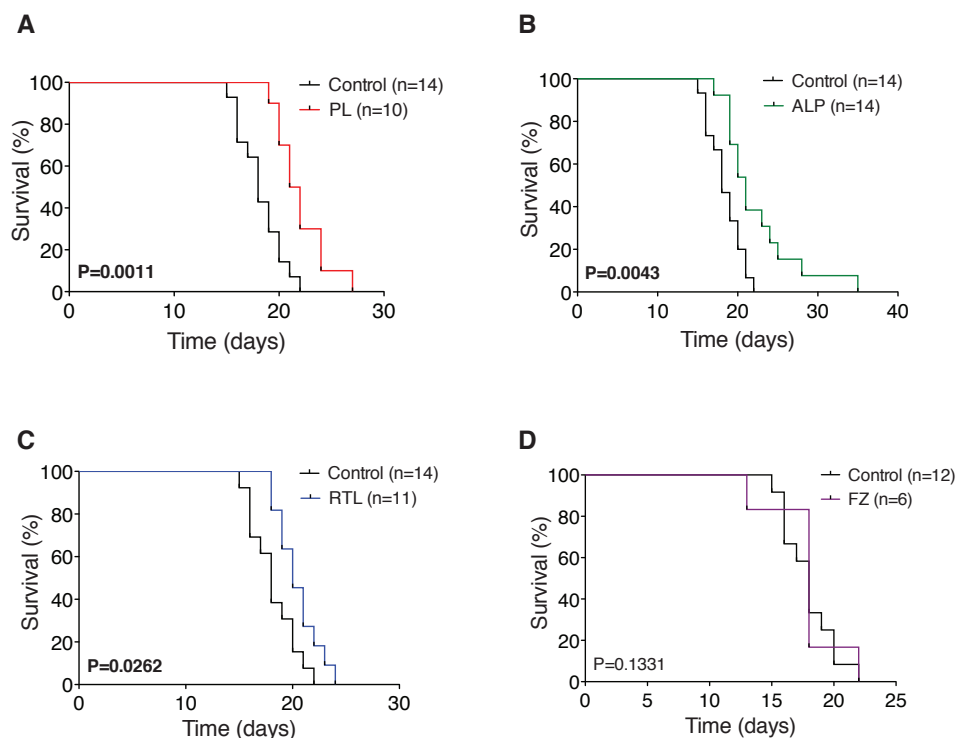 A
Control (n=14)
PL (n=10)
Survival (%)
100
80
60
40
20
0
P=0.0011
0
10
20
30
Time (days)
B
Control (n=14)
ALP (n=14)
Survival (%)
100
80
60
40
20
0
P=0.0043
0
10
20
30
40
Time (days)
C
Control (n=14)
RTL (n=11)
Survival (%)
100
80
60
40
20
0
P=0.0262
0
10
20
30
Time (days)
D
Control (n=12)
FZ (n=6)
Survival (%)
100
80
60
40
20
0
P=0.1331
0
5
10
15
20
25
Time (days)